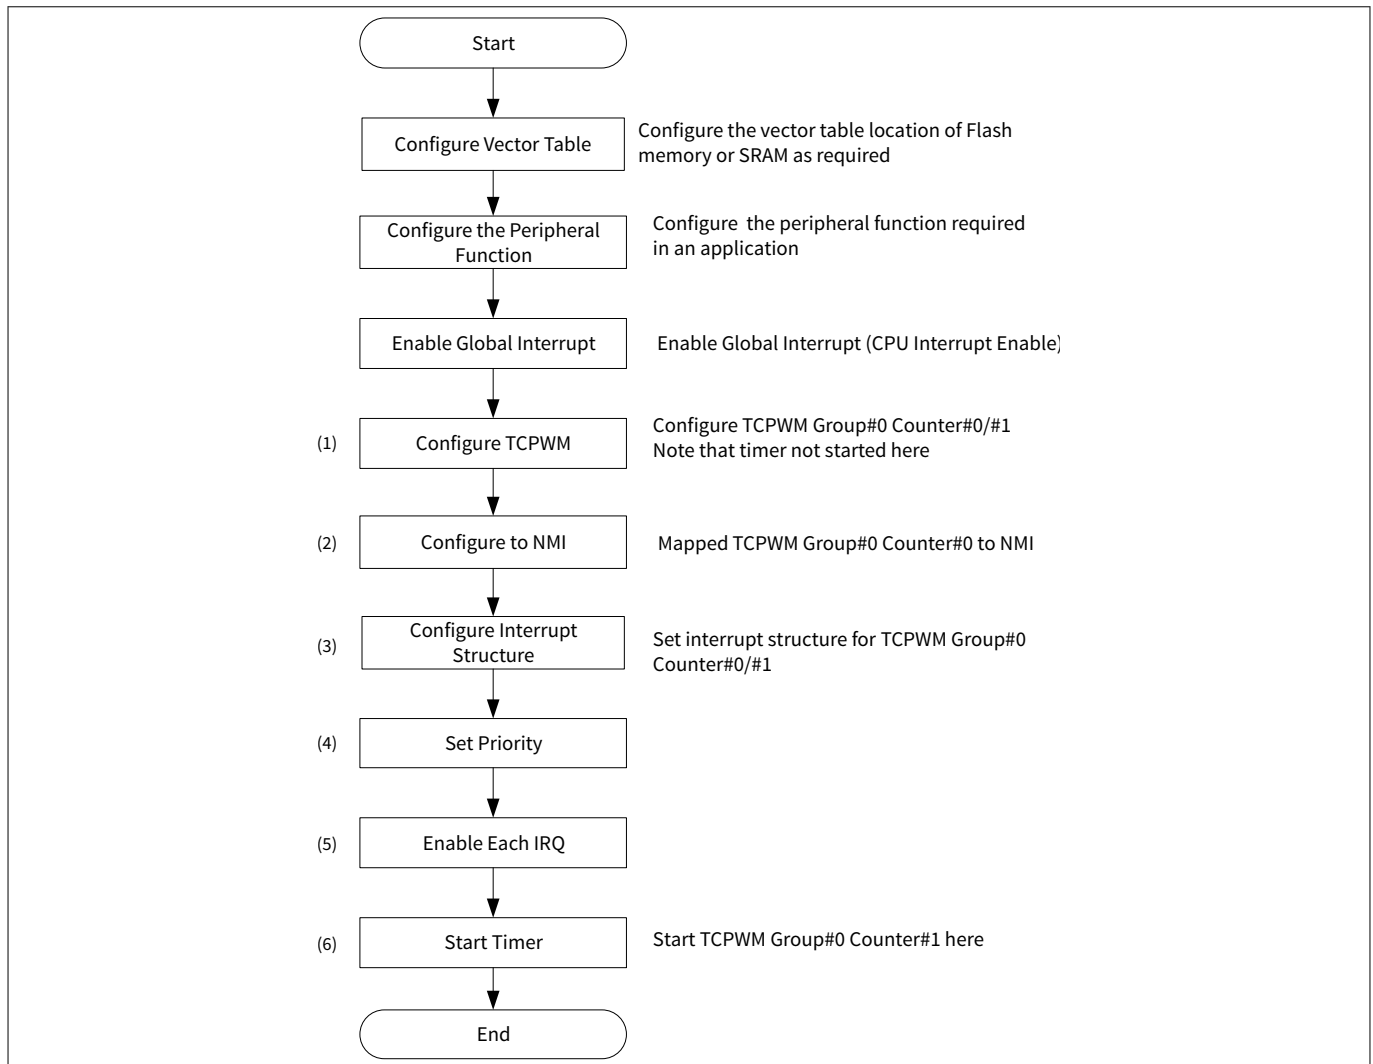 Start
Configure Vector Table
Configure the vector table location of Flash
memory or SRAM as required
Configure the Peripheral
Function
Configure  the peripheral function required
in an application
Enable Global Interrupt
Enable Global Interrupt (CPU Interrupt Enable)
(1)
Configure TCPWM
Configure TCPWM Group#0 Counter#0/#1
Note that timer not started here
(2)
Configure to NMI
Mapped TCPWM Group#0 Counter#0 to NMI
(3)
Configure Interrupt
Structure
Set interrupt structure for TCPWM Group#0
Counter#0/#1
(4)
Set Priority
(5)
Enable Each IRQ
(6)
Start Timer
Start TCPWM Group#0 Counter#1 here
End